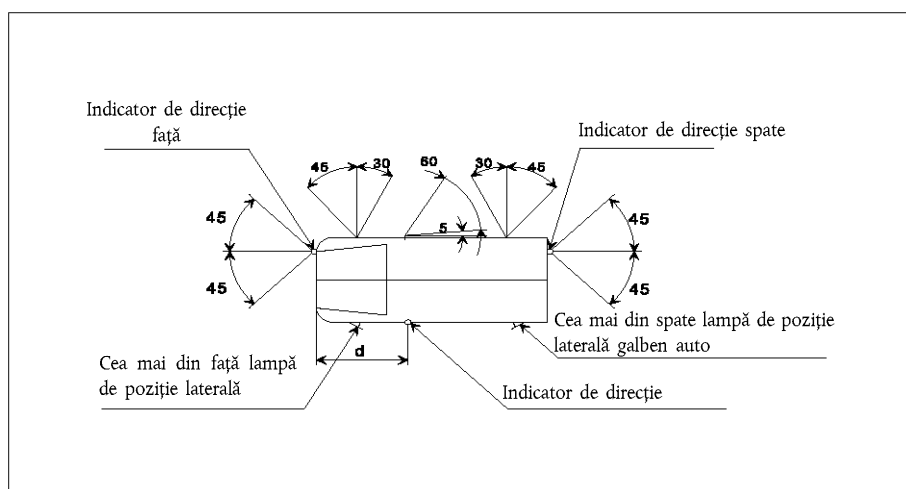 Indicator de direcție
față
Indicator de direcție spate
45
30
60
30
45
45
5
45
45
45
Cea mai din spate lampă de poziție
laterală galben auto
d
Cea mai din față lampă
de poziție laterală
Indicator de direcție